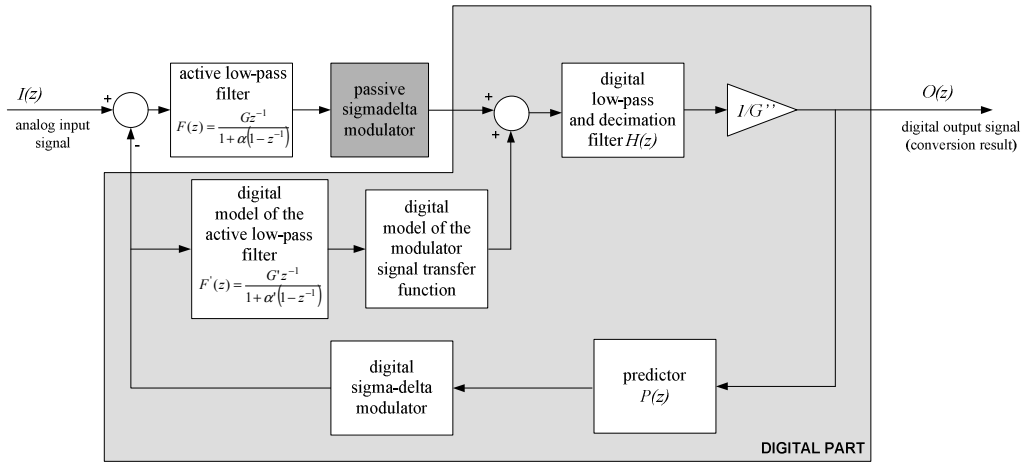 I(z)
analog input
signal
+
-
active low-pass
filter
F(z) = Gz⁻¹ / 1+α(1−z⁻¹)
passive
sigmadelta
modulator
+
+
digital
low-pass
and decimation
filter H(z)
1/G’’
O(z)
digital output signal
(conversion result)
digital
model of the
active low-pass
filter
F'(z) = G'z⁻¹ / 1+α'(1−z⁻¹)
digital
model of the
modulator
signal transfer
function
digital
sigma-delta
modulator
predictor
P(z)
DIGITAL PART